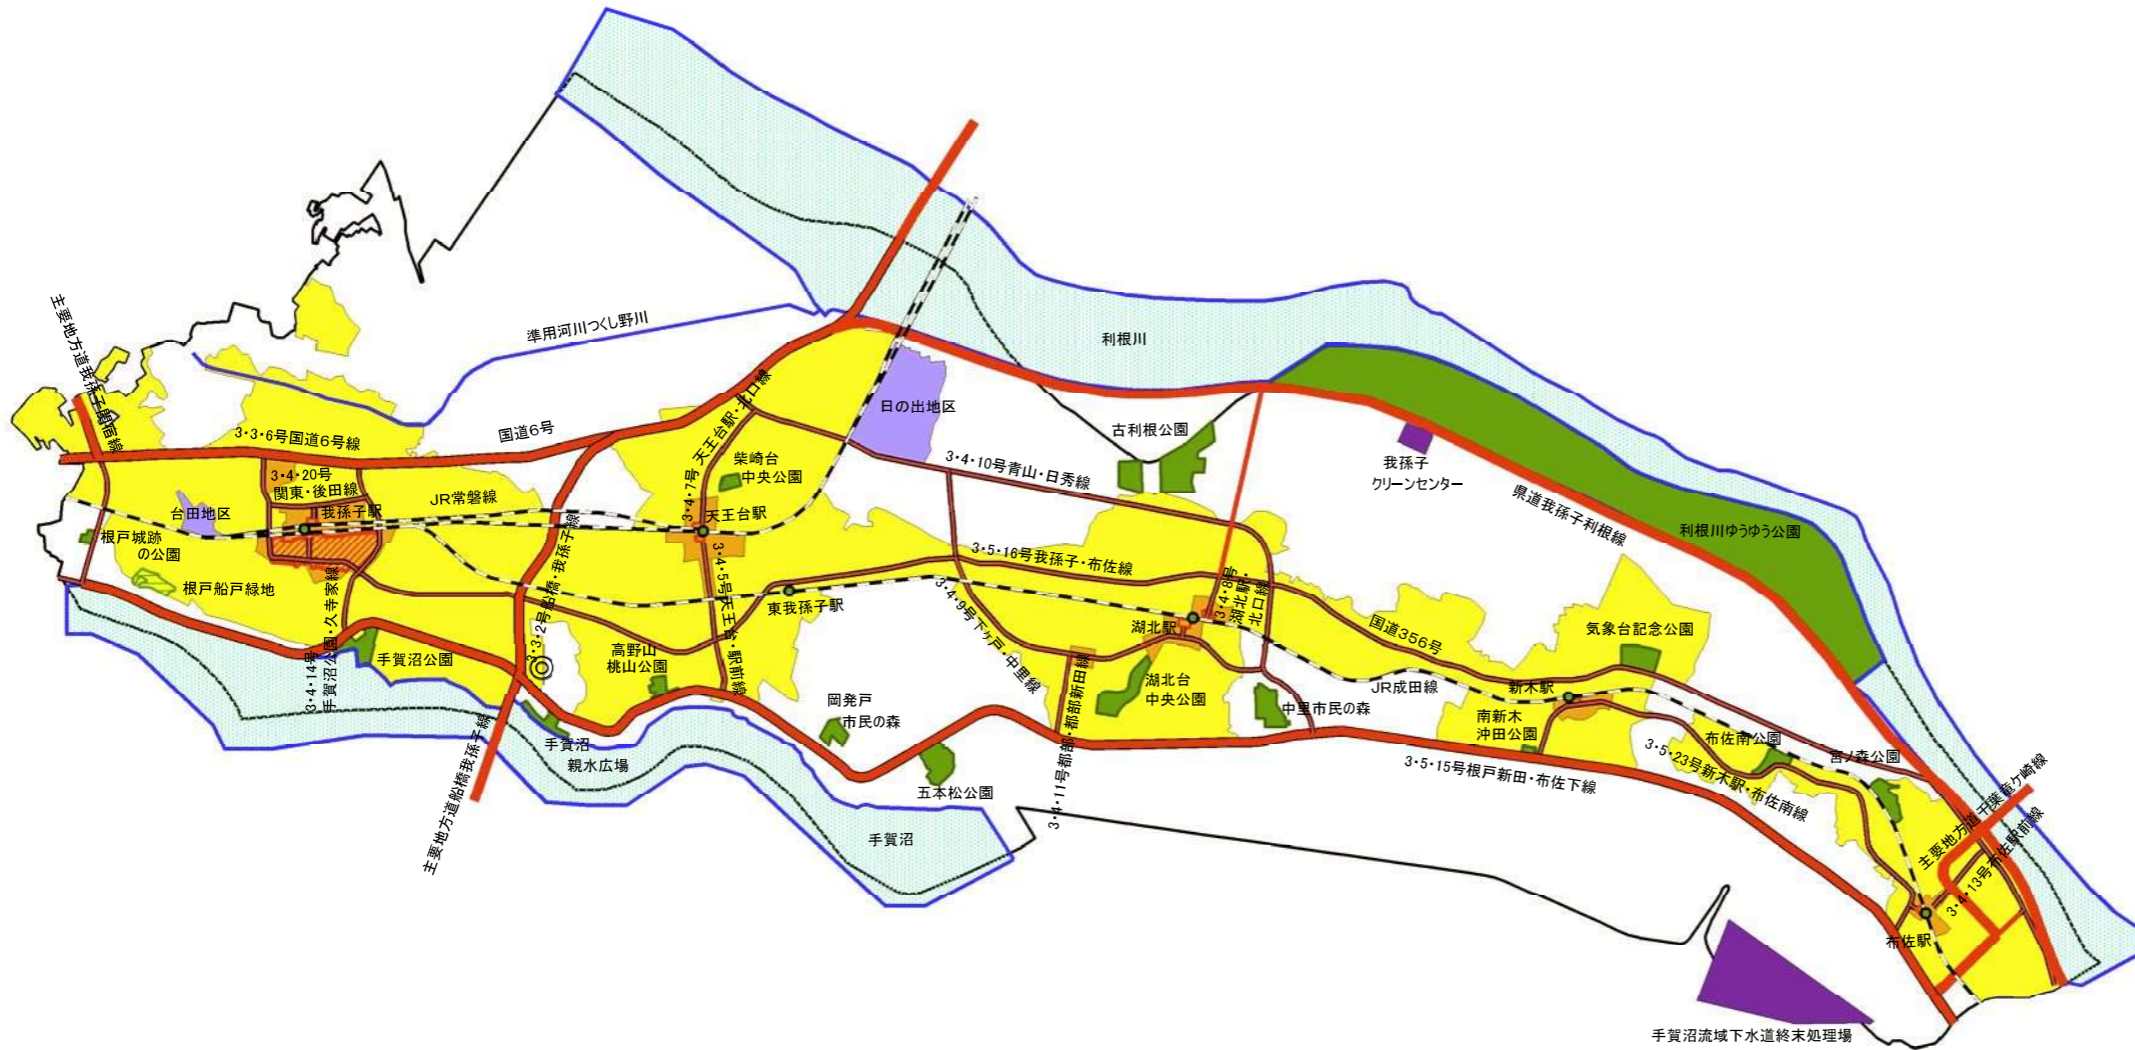 主要地方道我孫子関宿線
準用河川つくし野川
利根川
3・3・6号国道6号線
国道6号
3・4・7号 天王台駅・北口線
日の出地区
古利根公園
我孫子
クリーンセンター
県道我孫子利根線
利根川ゆうゆう公園
3・4・20号
関東・後田線
JR常磐線
柴崎台
中央公園
3・4・10号青山・日秀線
台田地区
我孫子駅
天王台駅
根戸城跡
の公園
根戸船戸緑地
3・4・14号
手賀沼公園・久寺家線
手賀沼公園
3・3・2号船橋・我孫子線
高野山
桃山公園
3・4・5号天王台・駅前線
東我孫子駅
3・5・16号我孫子・布佐線
3・4・9号下ヶ戸・中里線
湖北駅
3・4・8号
湖北駅・
北口線
国道356号
気象台記念公園
岡発戸
市民の森
湖北台
中央公園
中里市民の森
JR成田線
新木駅
南新木
沖田公園
布佐南公園
宮ノ森公園
手賀沼
親水広場
五本松公園
3・4・11号都部・都部新田線
3・5・15号根戸新田・布佐下線
3・5・23号新木駅・布佐南線
主要地方道千葉竜ケ崎線
3・4・13号布佐駅前線
主要地方道船橋我孫子線
手賀沼
布佐駅
手賀沼流域下水道終末処理場